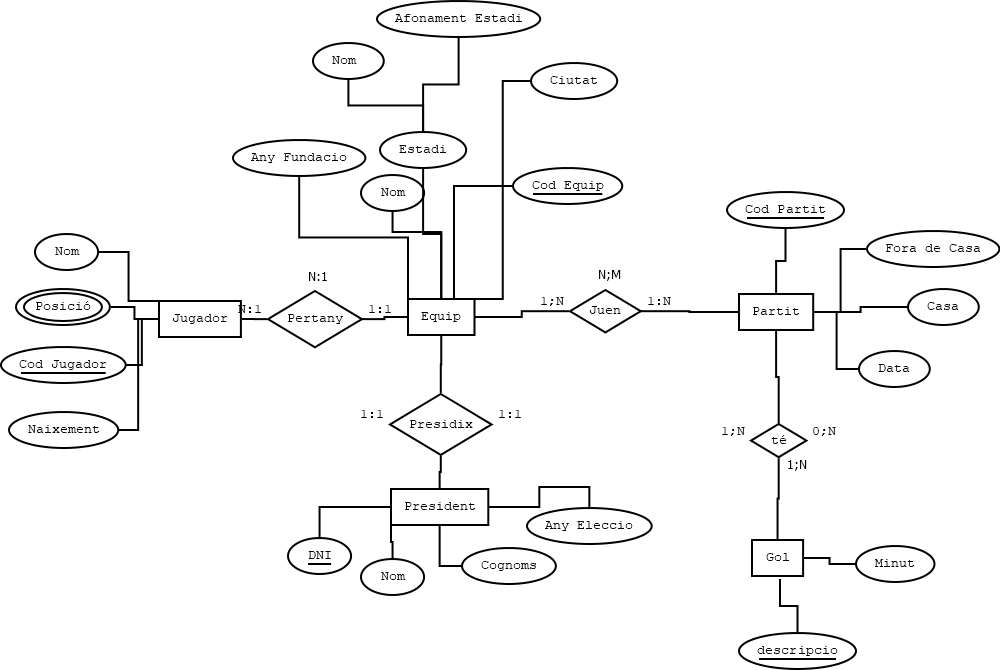 Afonament Estadi
Nom
Ciutat
Estadi
Any Fundacio
Nom
Cod Equip
Cod Partit
Nom
Fora de Casa
N:1
N;M
Posició
N:1
Jugador
Pertany
1:1
Equip
1;N
Juen
1:N
Partit
Casa
Cod Jugador
Data
Naixement
1:1
Presidix
1:1
1;N
té
0;N
1;N
President
Any Eleccio
DNI
Nom
Cognoms
Gol
Minut
descripcio